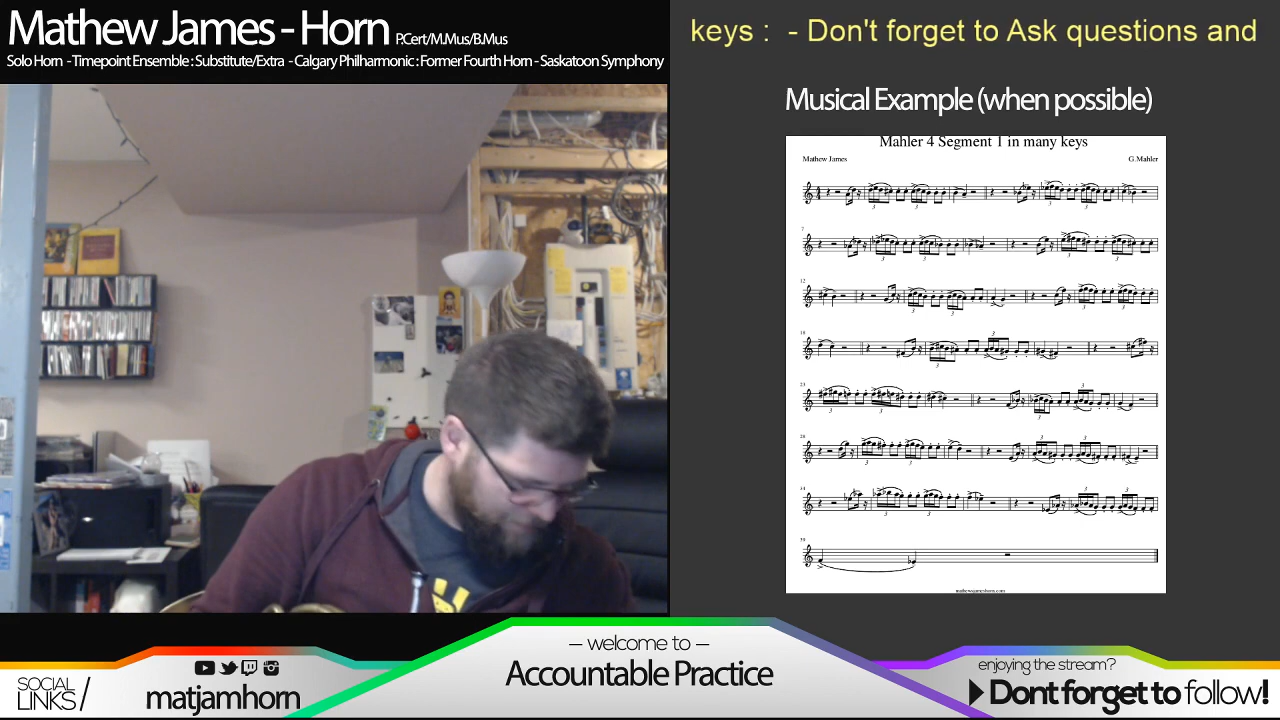 Mathew James - Horn P.Cert/M.Mus/B.Mus
Solo Horn - Timepoint Ensemble : Substitute/Extra - Calgary Philharmonic : Former Fourth Horn - Saskatoon Symphony
keys : - Don't forget to Ask questions and
Musical Example (when possible)
Mahler 4 Segment 1 in many keys
Mathew James
G.Mahler
mathewjameshorn.com
SOCIAL LINKS /
matjamhorn
– welcome to –
Accountable Practice
enjoying the stream?
Dont forget to follow!